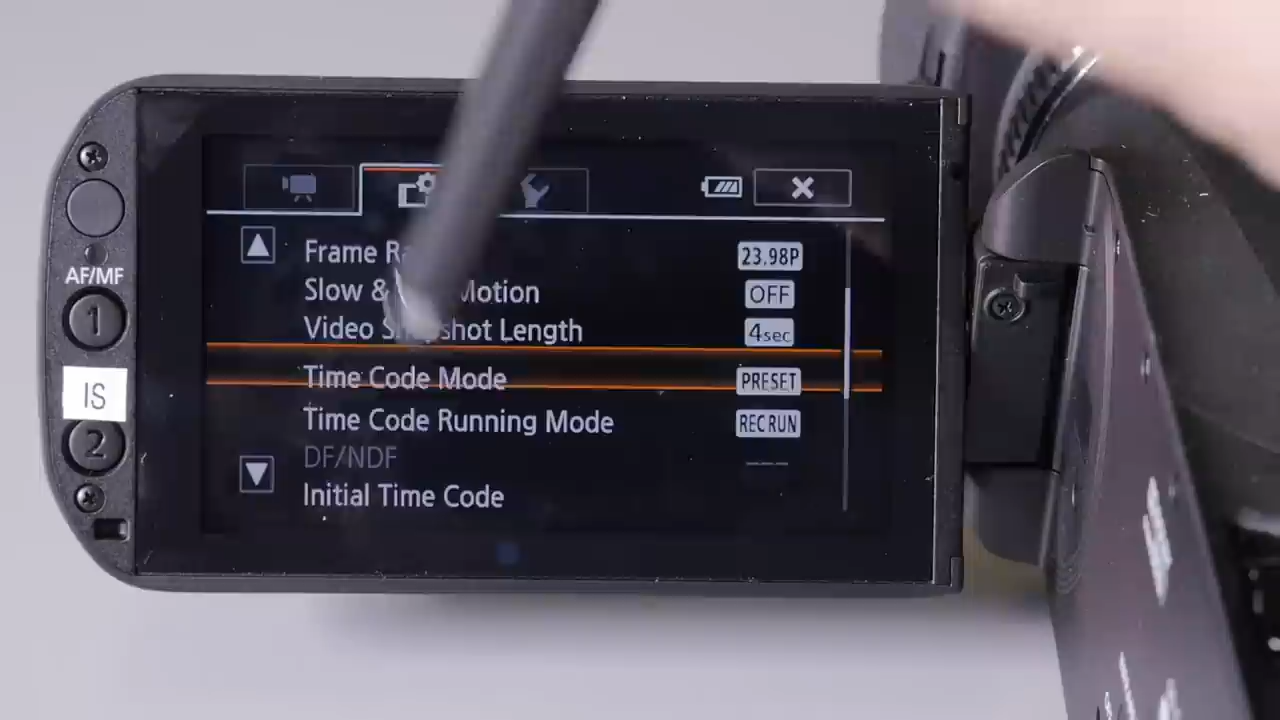 AF/MF
1
IS
2
Frame 23.98P
Slow & Motion OFF
Video Snapshot Length 4sec
Time Code Mode PRESET
Time Code Running Mode REC RUN
DF/NDF ---
Initial Time Code